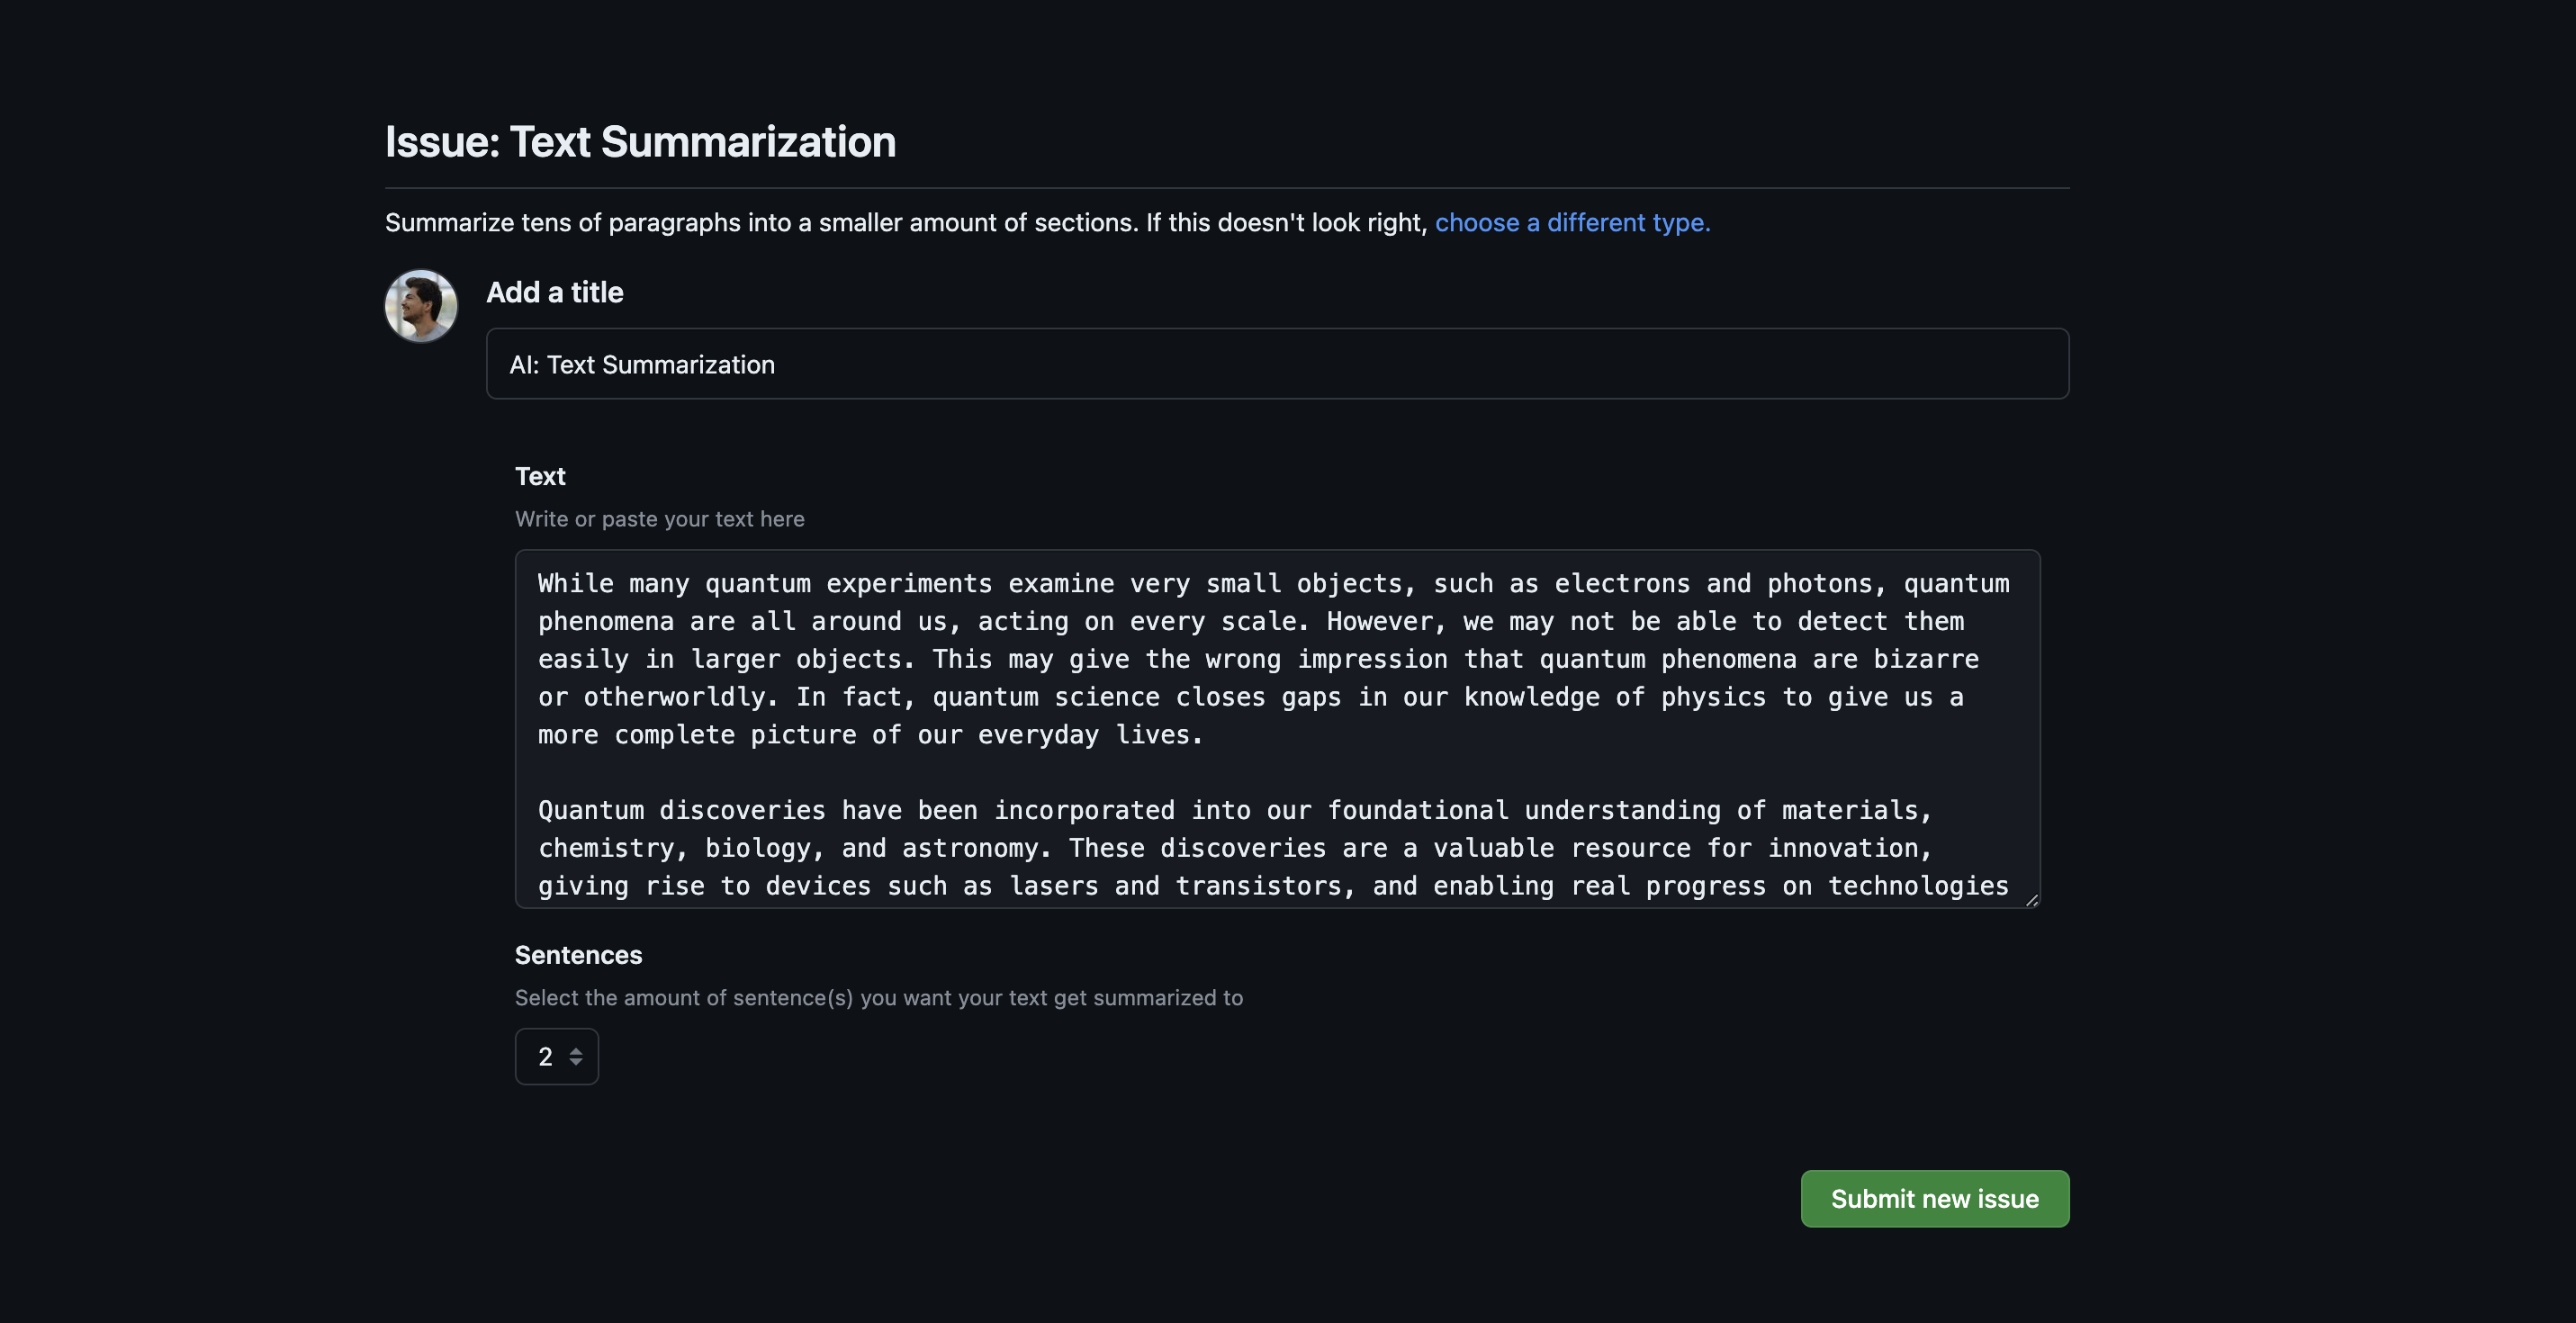 Issue: Text Summarization
Summarize tens of paragraphs into a smaller amount of sections. If this doesn't look right, choose a different type.
Add a title
AI: Text Summarization
Text
Write or paste your text here
While many quantum experiments examine very small objects, such as electrons and photons, quantum
phenomena are all around us, acting on every scale. However, we may not be able to detect them
easily in larger objects. This may give the wrong impression that quantum phenomena are bizarre
or otherworldly. In fact, quantum science closes gaps in our knowledge of physics to give us a
more complete picture of our everyday lives.
Quantum discoveries have been incorporated into our foundational understanding of materials,
chemistry, biology, and astronomy. These discoveries are a valuable resource for innovation,
giving rise to devices such as lasers and transistors, and enabling real progress on technologies
Sentences
Select the amount of sentence(s) you want your text get summarized to
2
Submit new issue